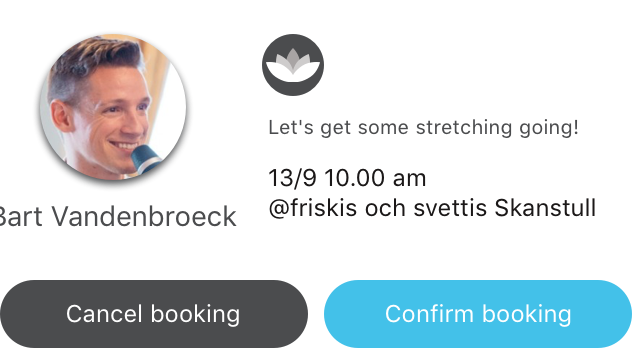 Let's get some stretching going!
13/9 10.00 am
@friskis och svettis Skanstull
Bart Vandenbroeck
Cancel booking
Confirm booking